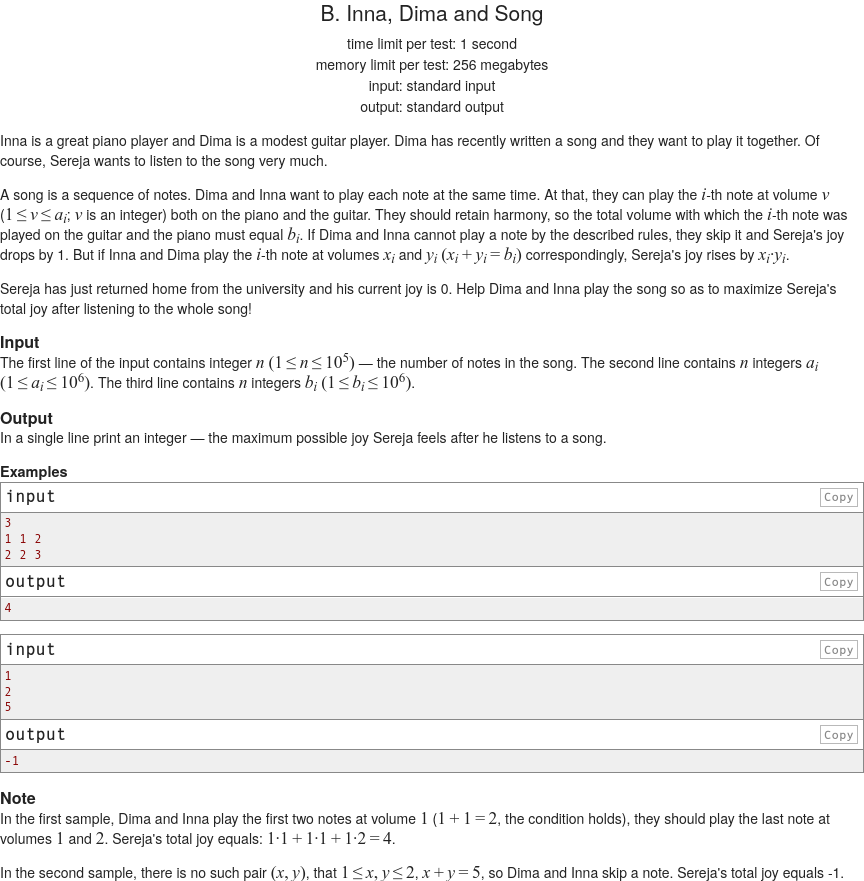 B. Inna, Dima and Song
time limit per test: 1 second
memory limit per test: 256 megabytes
input: standard input
output: standard output
Inna is a great piano player and Dima is a modest guitar player. Dima has recently written a song and they want to play it together. Of
course, Sereja wants to listen to the song very much.
A song is a sequence of notes. Dima and Inna want to play each note at the same time. At that, they can play the i-th note at volume v
(1 ≤ v ≤ a_i; v is an integer) both on the piano and the guitar. They should retain harmony, so the total volume with which the i-th note was
played on the guitar and the piano must equal b_i. If Dima and Inna cannot play a note by the described rules, they skip it and Sereja's joy
drops by 1. But if Inna and Dima play the i-th note at volumes x_i and y_i (x_i + y_i = b_i) correspondingly, Sereja's joy rises by x_i·y_i.
Sereja has just returned home from the university and his current joy is 0. Help Dima and Inna play the song so as to maximize Sereja's
total joy after listening to the whole song!
Input
The first line of the input contains integer n (1 ≤ n ≤ 10^5) — the number of notes in the song. The second line contains n integers a_i
(1 ≤ a_i ≤ 10^6). The third line contains n integers b_i (1 ≤ b_i ≤ 10^6).
Output
In a single line print an integer — the maximum possible joy Sereja feels after he listens to a song.
Examples
input Copy
3
1 1 2
2 2 3
output Copy
4
input Copy
1
2
5
output Copy
-1
Note
In the first sample, Dima and Inna play the first two notes at volume 1 (1 + 1 = 2, the condition holds), they should play the last note at
volumes 1 and 2. Sereja's total joy equals: 1·1 + 1·1 + 1·2 = 4.
In the second sample, there is no such pair (x, y), that 1 ≤ x, y ≤ 2, x + y = 5, so Dima and Inna skip a note. Sereja's total joy equals -1.